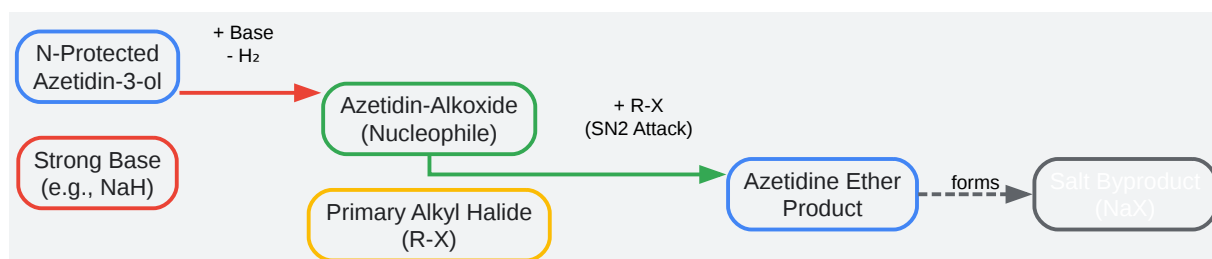 N-Protected
Azetidin-3-ol
+ Base
- H₂
Strong Base
(e.g., NaH)
Azetidin-Alkoxide
(Nucleophile)
+ R-X
(SN2 Attack)
Primary Alkyl Halide
(R-X)
Azetidine Ether
Product
forms
Salt Byproduct
(NaX)